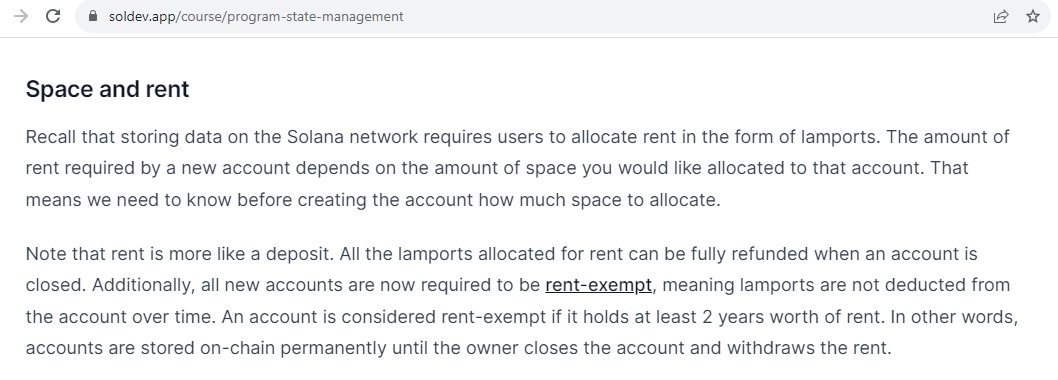 soldev.app/course/program-state-management
Space and rent
Recall that storing data on the Solana network requires users to allocate rent in the form of lamports. The amount of
rent required by a new account depends on the amount of space you would like allocated to that account. That
means we need to know before creating the account how much space to allocate.
Note that rent is more like a deposit. All the lamports allocated for rent can be fully refunded when an account is
closed. Additionally, all new accounts are now required to be rent-exempt, meaning lamports are not deducted from
the account over time. An account is considered rent-exempt if it holds at least 2 years worth of rent. In other words,
accounts are stored on-chain permanently until the owner closes the account and withdraws the rent.